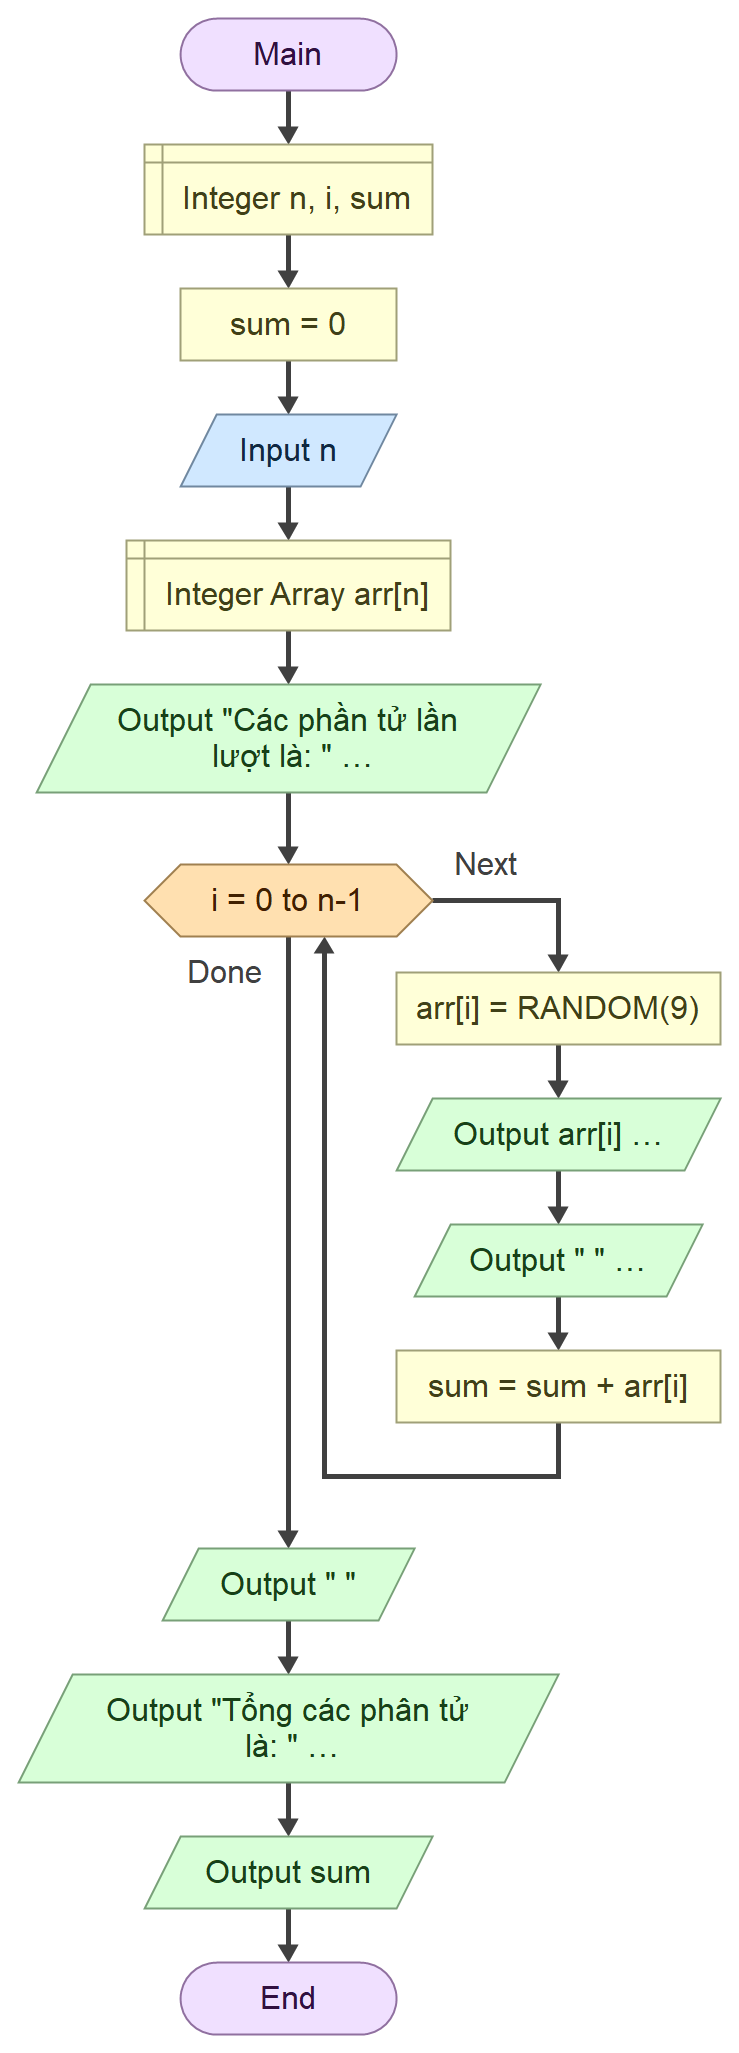 Main
Integer n, i, sum
sum = 0
Input n
Integer Array arr[n]
Output "Các phần tử lần
lượt là: " …
i = 0 to n-1
Next
Done
arr[i] = RANDOM(9)
Output arr[i] …
Output " " …
sum = sum + arr[i]
Output " "
Output "Tổng các phân tử
là: " …
Output sum
End